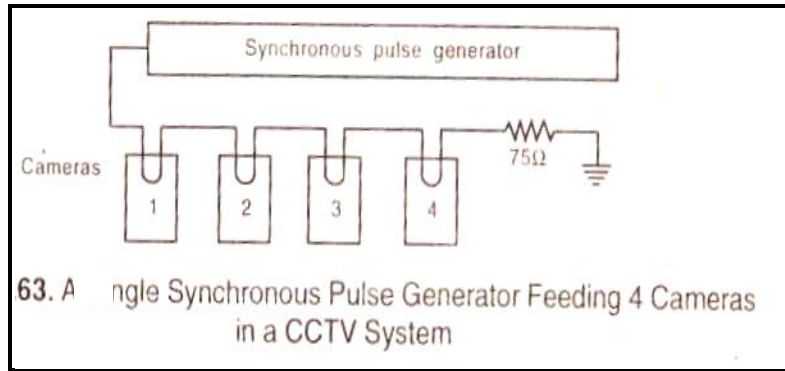 Synchronous pulse generator
75Ω
Cameras
1 2 3 4
63. A ngle Synchronous Pulse Generator Feeding 4 Cameras
in a CCTV System